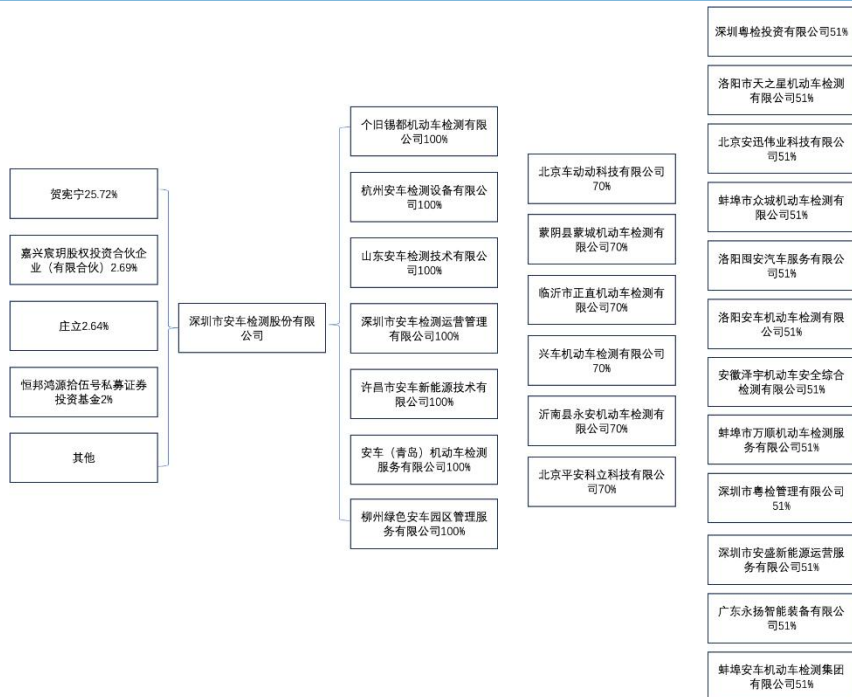 贺宪宁25.72%
嘉兴宸玥股权投资合伙企
业（有限合伙）2.69%
庄立2.64%
恒邦鸿源拾伍号私募证券
投资基金2%
其他
深圳市安车检测股份有限
公司
个旧锡都机动车检测有限
公司100%
杭州安车检测设备有限公
司100%
山东安车检测技术有限公
司100%
深圳市安车检测运营管理
有限公司100%
许昌市安车新能源技术有
限公司100%
安车（青岛）机动车检测
服务有限公司100%
柳州绿色安车园区管理服
务有限公司100%
北京车动动科技有限公司
70%
蒙阴县蒙城机动车检测有
限公司70%
临沂市正直机动车检测有
限公司70%
兴车机动车检测有限公司
70%
沂南县永安机动车检测有
限公司70%
北京平安科立科技有限公
司70%
深圳粤检投资有限公司51%
洛阳市天之星机动车检测
有限公司51%
北京安迅伟业科技有限公
司51%
蚌埠市众城机动车检测有
限公司51%
洛阳囤安汽车服务有限公
司51%
洛阳安车机动车检测有限
公司51%
安徽泽宇机动车安全综合
检测有限公司51%
蚌埠市万顺机动车检测服
务有限公司51%
深圳市粤检管理有限公司
51%
深圳市安盛新能源运营服
务有限公司51%
广东永扬智能装备有限公
司51%
蚌埠安车机动车检测集团
有限公司51%